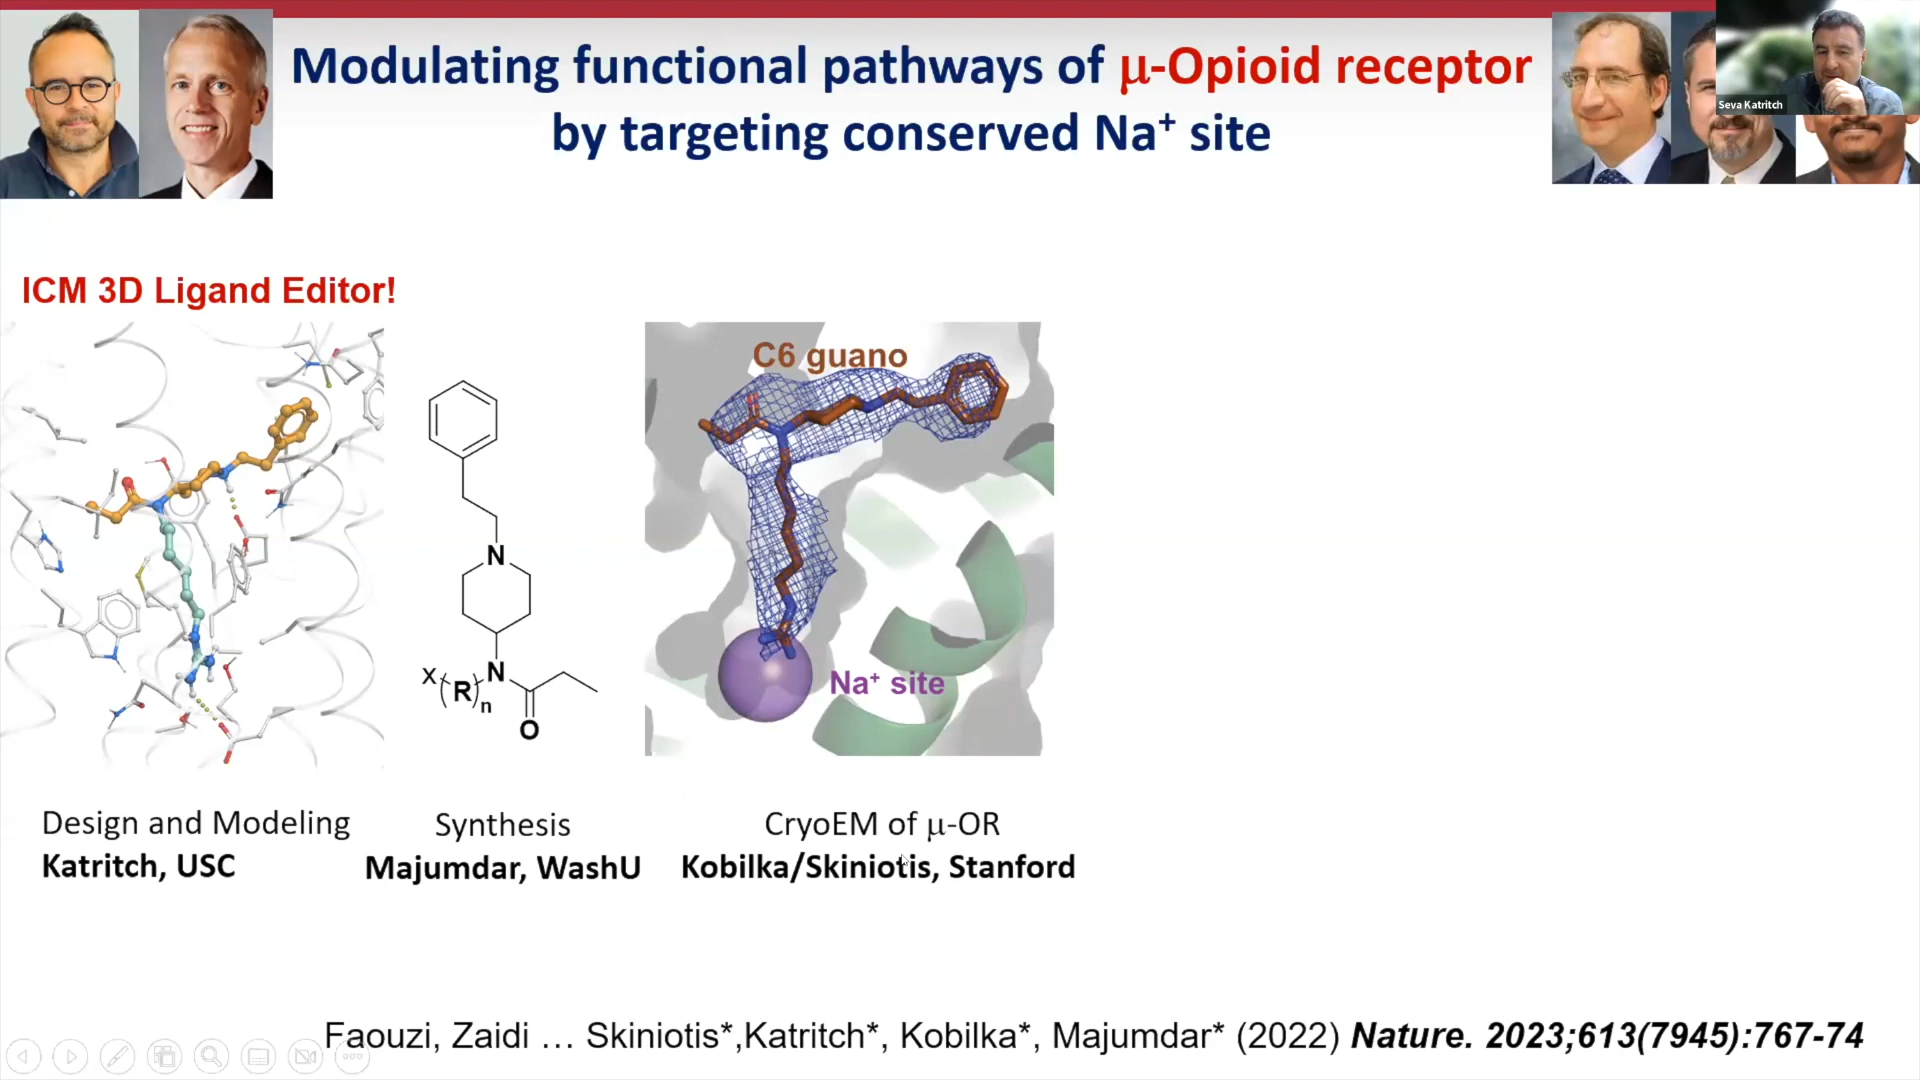 Modulating functional pathways of μ-Opioid receptor
by targeting conserved Na⁺ site
Seva Katritch
ICM 3D Ligand Editor!
C6 guano
Na⁺ site
N
X (R)n N
O
Design and Modeling
Katritch, USC
Synthesis
Majumdar, WashU
CryoEM of μ-OR
Kobilka/Skiniotis, Stanford
Faouzi, Zaidi … Skiniotis*,Katritch*, Kobilka*, Majumdar* (2022) Nature. 2023;613(7945):767-74